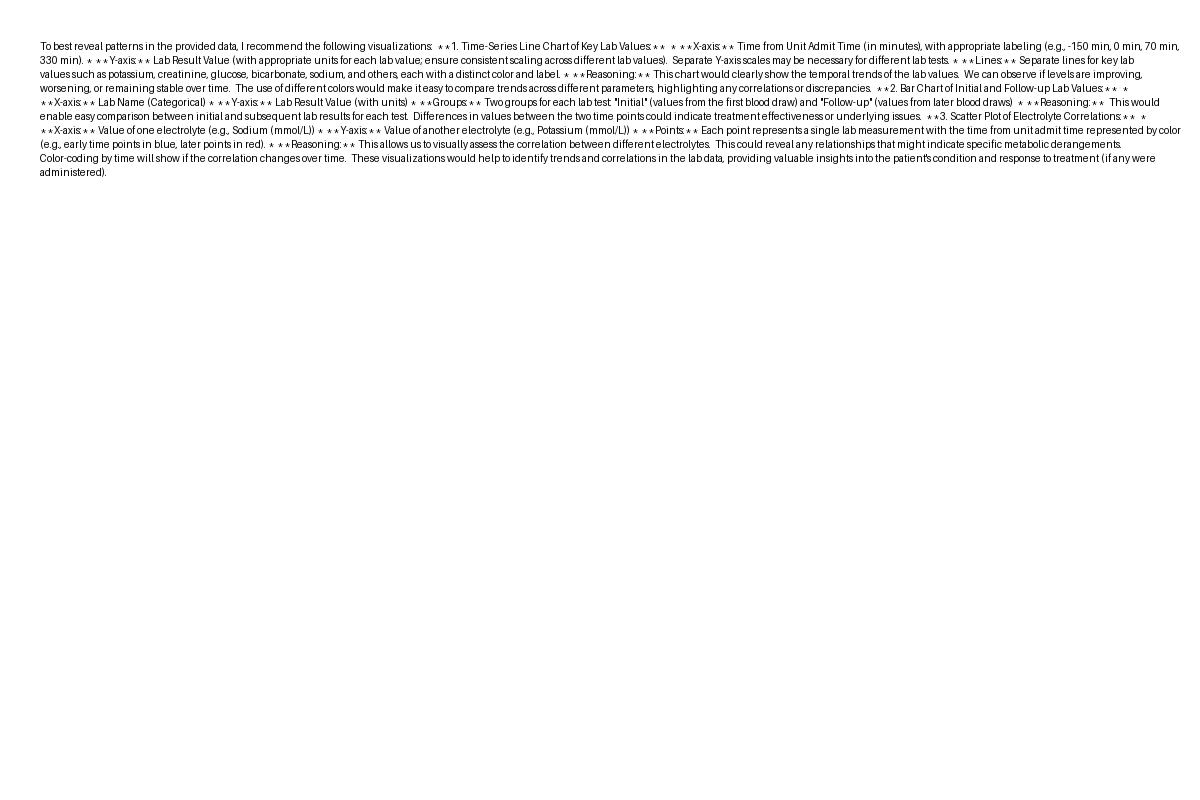 To best reveal patterns in the provided data, I recommend the following visualizations:  **1. Time-Series Line Chart of Key Lab Values:**  * **X-axis:** Time from Unit Admit Time (in minutes), with appropriate labeling (e.g., -150 min, 0 min, 70 min,
330 min). * **Y-axis:** Lab Result Value (with appropriate units for each lab value; ensure consistent scaling across different lab values).  Separate Y-axis scales may be necessary for different lab tests. * **Lines:** Separate lines for key lab
values such as potassium, creatinine, glucose, bicarbonate, sodium, and others, each with a distinct color and label. * **Reasoning:** This chart would clearly show the temporal trends of the lab values.  We can observe if levels are improving,
worsening, or remaining stable over time.  The use of different colors would make it easy to compare trends across different parameters, highlighting any correlations or discrepancies.  **2. Bar Chart of Initial and Follow-up Lab Values:**  *
**X-axis:** Lab Name (Categorical) * **Y-axis:** Lab Result Value (with units) * **Groups:** Two groups for each lab test: "Initial" (values from the first blood draw) and "Follow-up" (values from later blood draws)  * **Reasoning:**  This would
enable easy comparison between initial and subsequent lab results for each test.  Differences in values between the two time points could indicate treatment effectiveness or underlying issues.  **3. Scatter Plot of Electrolyte Correlations:**  *
**X-axis:** Value of one electrolyte (e.g., Sodium (mmol/L)) * **Y-axis:** Value of another electrolyte (e.g., Potassium (mmol/L)) * **Points:** Each point represents a single lab measurement with the time from unit admit time represented by color
(e.g., early time points in blue, later points in red). * **Reasoning:** This allows us to visually assess the correlation between different electrolytes.  This could reveal any relationships that might indicate specific metabolic derangements.
Color-coding by time will show if the correlation changes over time.  These visualizations would help to identify trends and correlations in the lab data, providing valuable insights into the patient's condition and response to treatment (if any were
administered).